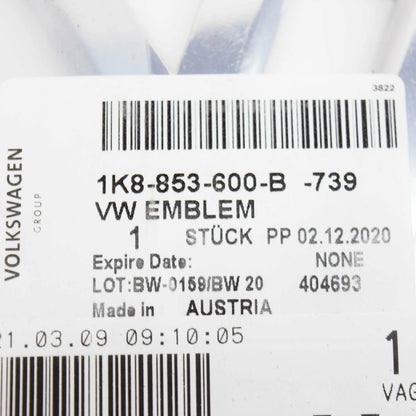 3822
VOLKSWAGEN
GROUP
1K8-853-600-B -739
VW EMBLEM
1 STÜCK PP 02.12.2020
Expire Date: NONE
LOT:BW-0159/BW 20 404693
Made in AUSTRIA
21.03.09 09:10:05
1
VAG